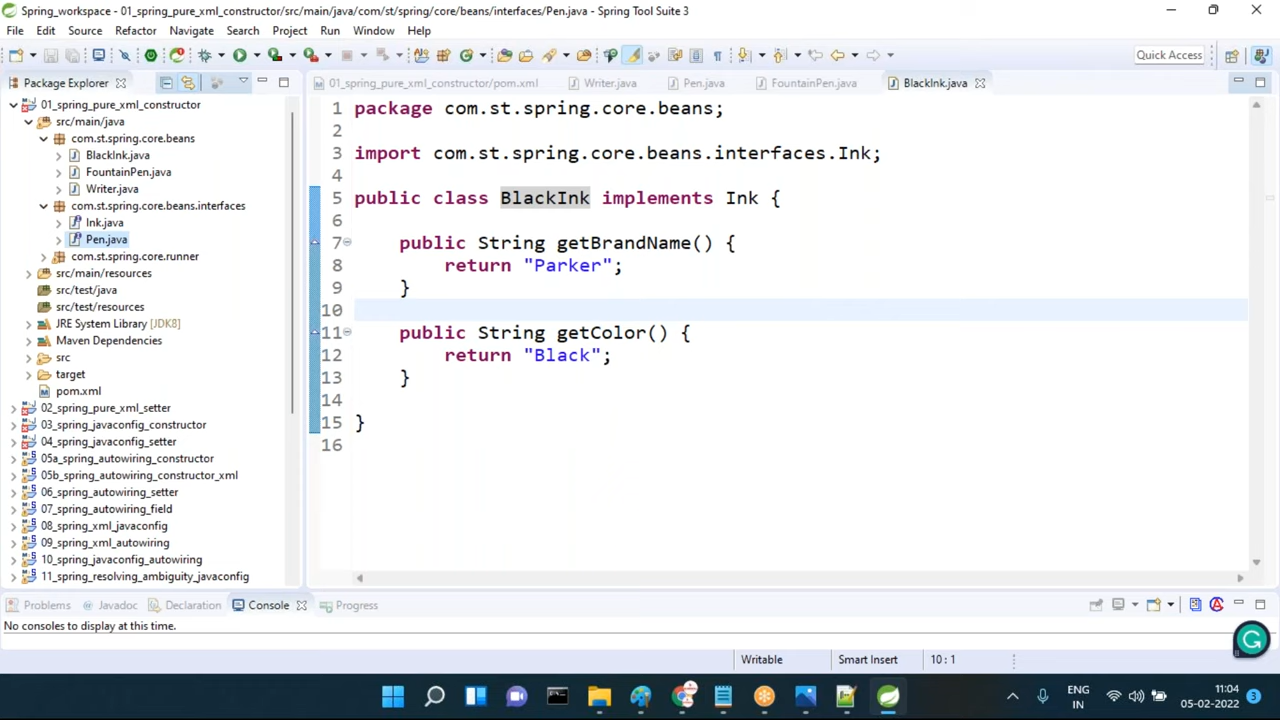 Spring_workspace - 01_spring_pure_xml_constructor/src/main/java/com/st/spring/core/beans/interfaces/Pen.java - Spring Tool Suite 3
File Edit Source Refactor Navigate Search Project Run Window Help
Quick Access
Package Explorer
01_spring_pure_xml_constructor/pom.xml Writer.java Pen.java FountainPen.java BlackInk.java
01_spring_pure_xml_constructor
src/main/java
com.st.spring.core.beans
BlackInk.java
FountainPen.java
Writer.java
com.st.spring.core.beans.interfaces
Ink.java
Pen.java
com.st.spring.core.runner
src/main/resources
src/test/java
src/test/resources
JRE System Library [JDK8]
Maven Dependencies
src
target
pom.xml
02_spring_pure_xml_setter
03_spring_javaconfig_constructor
04_spring_javaconfig_setter
05a_spring_autowiring_constructor
05b_spring_autowiring_constructor_xml
06_spring_autowiring_setter
07_spring_autowiring_field
08_spring_xml_javaconfig
09_spring_xml_autowiring
10_spring_javaconfig_autowiring
11_spring_resolving_ambiguity_javaconfig
1 package com.st.spring.core.beans;
2
3 import com.st.spring.core.beans.interfaces.Ink;
4
5 public class BlackInk implements Ink {
6
7 public String getBrandName() {
8 return "Parker";
9 }
10
11 public String getColor() {
12 return "Black";
13 }
14
15 }
16
Problems Javadoc Declaration Console Progress
No consoles to display at this time.
Writable Smart Insert 10 : 1
ENG
IN
11:04
05-02-2022
3